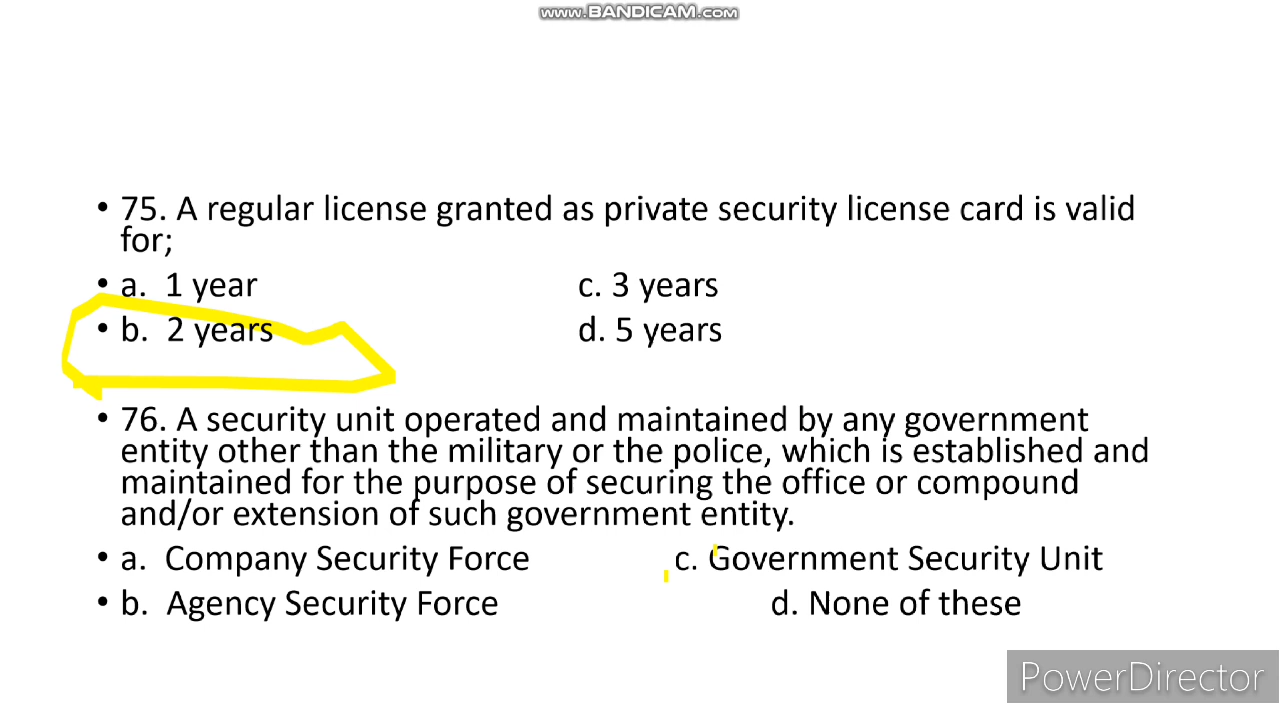 www.BANDICAM.com
• 75. A regular license granted as private security license card is valid
for;
• a. 1 year c. 3 years
• b. 2 years d. 5 years
• 76. A security unit operated and maintained by any government
entity other than the military or the police, which is established and
maintained for the purpose of securing the office or compound
and/or extension of such government entity.
• a. Company Security Force c. Government Security Unit
• b. Agency Security Force d. None of these
PowerDirector